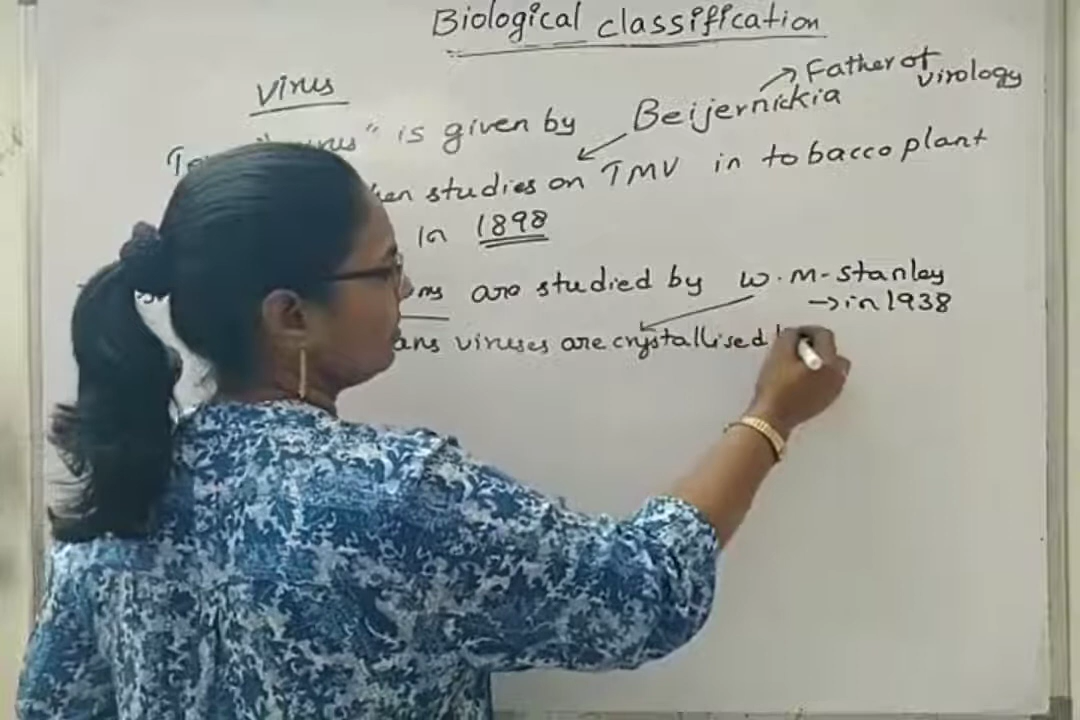 Biological classification
Virus
→ Father of
virology
" is given by Beijernickia
studies on TMV in tobacco plant
in 1898
are studied by W.M-Stanley
→ in 1938
viruses are crystallised